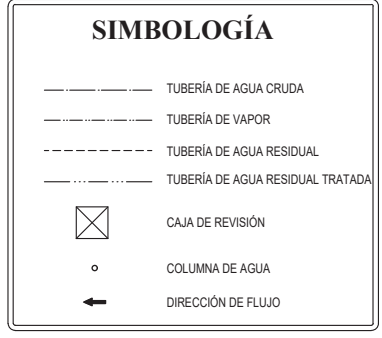 SIMBOLOGÍA
TUBERÍA DE AGUA CRUDA
TUBERÍA DE VAPOR
TUBERÍA DE AGUA RESIDUAL
TUBERÍA DE AGUA RESIDUAL TRATADA
CAJA DE REVISIÓN
COLUMNA DE AGUA
DIRECCIÓN DE FLUJO